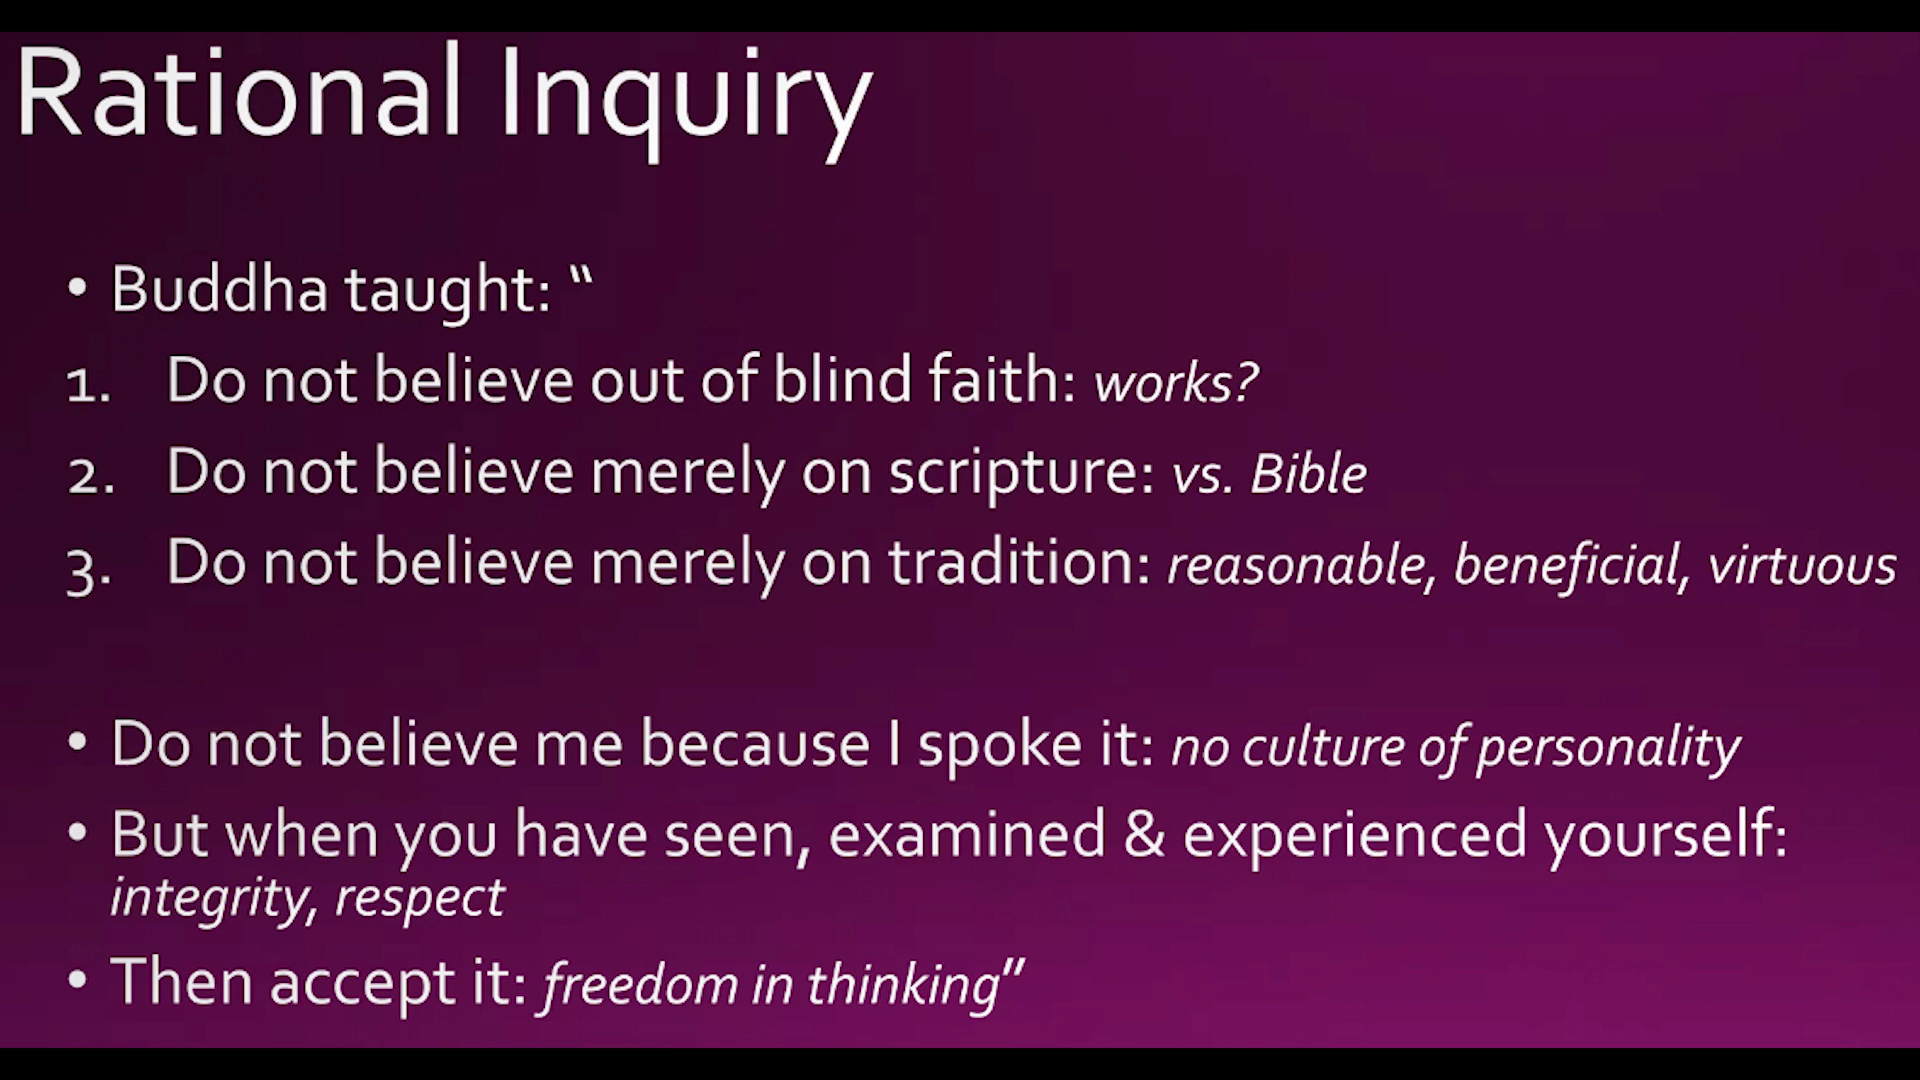 Rational Inquiry
• Buddha taught: “
1. Do not believe out of blind faith: works?
2. Do not believe merely on scripture: vs. Bible
3. Do not believe merely on tradition: reasonable, beneficial, virtuous
• Do not believe me because I spoke it: no culture of personality
• But when you have seen, examined & experienced yourself:
integrity, respect
• Then accept it: freedom in thinking”